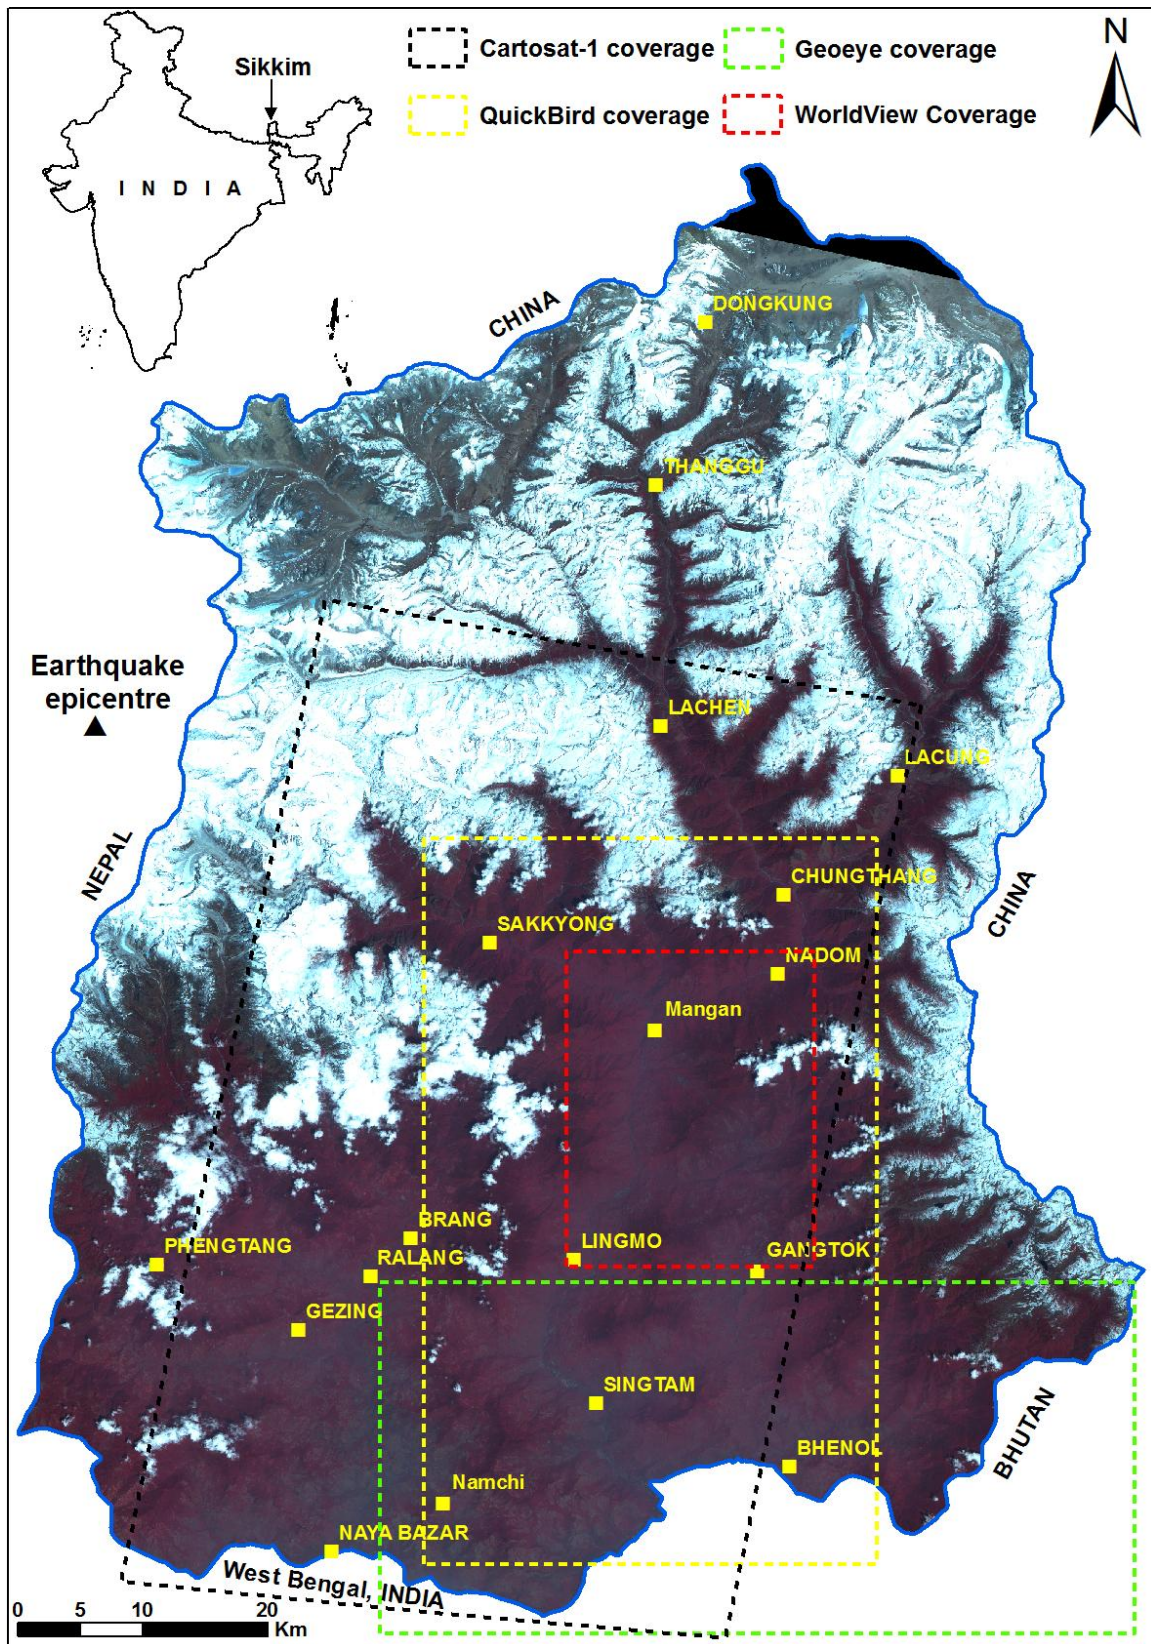 Cartosat-1 coverage
Geoeye coverage
N
Sikkim
QuickBird coverage
WorldView Coverage
I N D I A
CHINA
DONGKUNG
THANGGU
Earthquake
epicentre
LACHEN
LACUNG
NEPAL
CHUNGTHANG
CHINA
SAKKYONG
NADOM
Mangan
BRANG
PHENGTANG
RALANG
LINGMO
GANGTOK
GEZING
SINGTAM
BHUTAN
BHENOL
Namchi
NAYA BAZAR
West Bengal, INDIA
0 5 10 20
Km